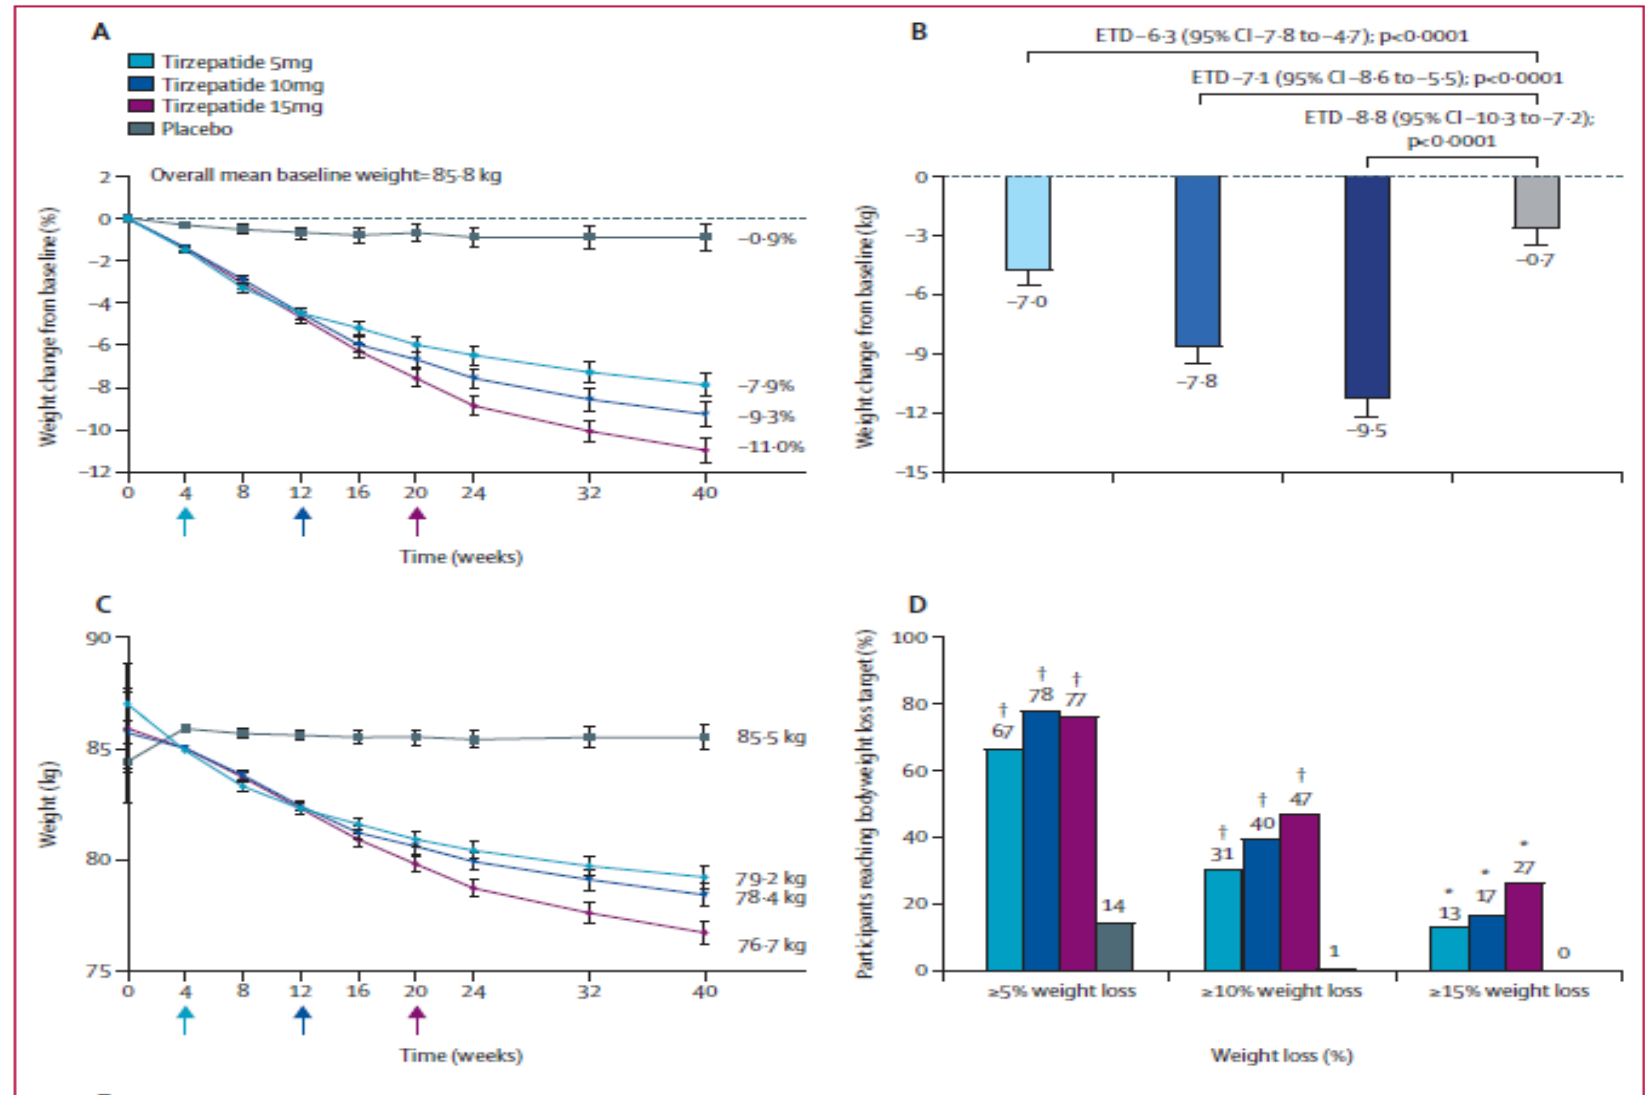 A
Tirzepatide 5mg
Tirzepatide 10mg
Tirzepatide 15mg
Placebo
Overall mean baseline weight=85·8 kg
Weight change from baseline (%)
2
0
−2
−4
−6
−8
−10
−12
−0·9%
−7·9%
−9·3%
−11·0%
0 4 8 12 16 20 24 32 40
Time (weeks)
B
ETD −6·3 (95% CI −7·8 to −4·7); p<0·0001
ETD −7·1 (95% CI −8·6 to −5·5); p<0·0001
ETD −8·8 (95% CI −10·3 to −7·2);
p<0·0001
Weight change from baseline (kg)
0
−3
−6
−9
−12
−15
−7·0
−7·8
−9·5
−0·7
C
Weight (kg)
90
85
80
75
85·5 kg
79·2 kg
78·4 kg
76·7 kg
0 4 8 12 16 20 24 32 40
Time (weeks)
D
Participants reaching bodyweight loss target (%)
100
80
60
40
20
0
† † †
67 78 77 14
† † †
31 40 47 1
* * *
13 17 27 0
≥5% weight loss ≥10% weight loss ≥15% weight loss
Weight loss (%)